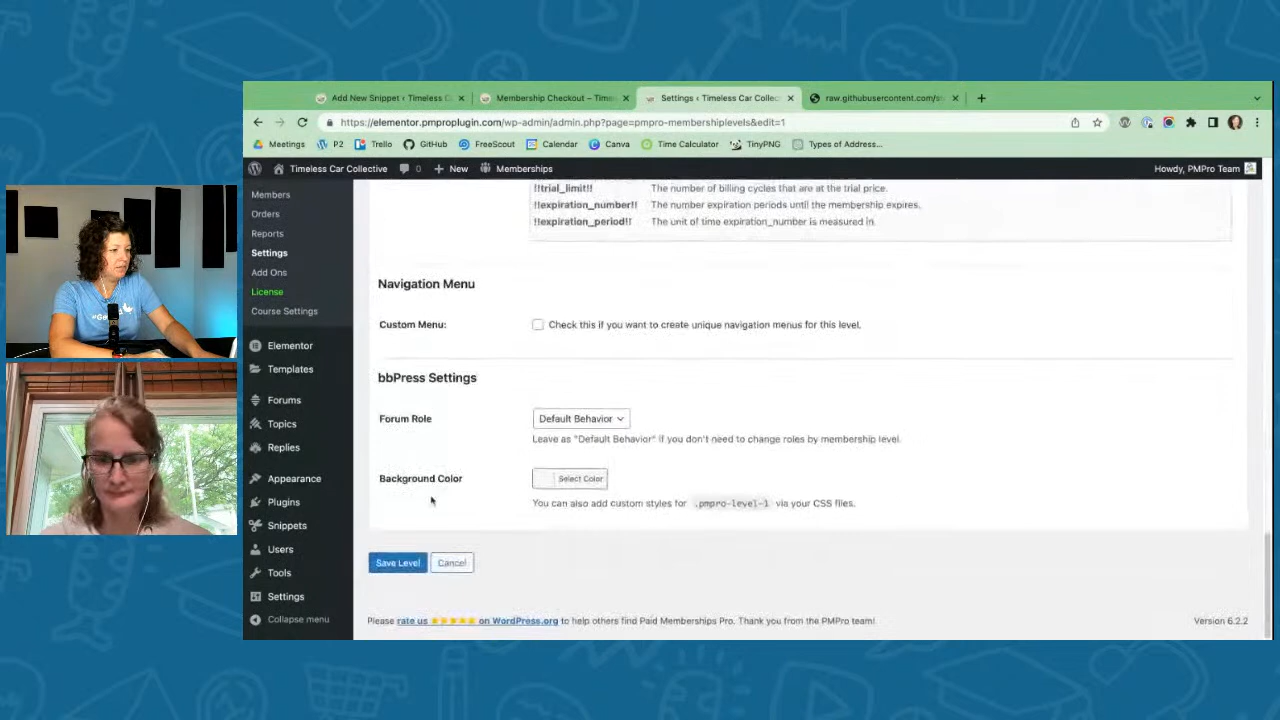 Add New Snippet ‹ Timeless C
Membership Checkout – Time
Settings ‹ Timeless Car Collec
raw.githubusercontent.com/s
https://elementor.pmproplugin.com/wp-admin/admin.php?page=pmpro-membershiplevels&edit=1
Meetings P2 Trello GitHub FreeScout Calendar Canva Time Calculator TinyPNG Types of Address...
Timeless Car Collective 0 New Memberships Howdy, PMPro Team
Members
Orders
Reports
Settings
Add Ons
License
Course Settings
Elementor
Templates
Forums
Topics
Replies
Appearance
Plugins
Snippets
Users
Tools
Settings
Collapse menu
!!trial_limit!! The number of billing cycles that are at the trial price.
!!expiration_number!! The number expiration periods until the membership expires.
!!expiration_period!! The unit of time expiration_number is measured in
Navigation Menu
Custom Menu: Check this if you want to create unique navigation menus for this level.
bbPress Settings
Forum Role Default Behavior
Leave as "Default Behavior" if you don't need to change roles by membership level.
Background Color Select Color
You can also add custom styles for .pmpro-level-1 via your CSS files.
Save Level Cancel
Please rate us ★★★★★ on WordPress.org to help others find Paid Memberships Pro. Thank you from the PMPro team! Version 6.2.2